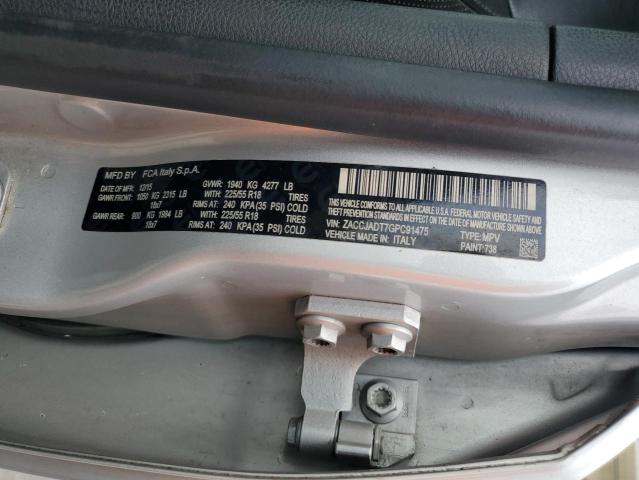 MFD BY FCA Italy S.p.A.
DATE OF MFR: 12/15 GVWR: 1940 KG 4277 LB
GAWR FRONT: 1050 KG 2315 LB WITH: 225/55 R18 TIRES
18x7 RIMS AT: 240 KPA(35 PSI) COLD
GAWR REAR: 900 KG 1984 LB WITH: 225/55 R18 TIRES
18x7 RIMS AT: 240 KPA(35 PSI) COLD
THIS VEHICLE CONFORMS TO ALL APPLICABLE U.S.A. FEDERAL MOTOR
VEHICLE SAFETY STANDARDS IN EFFECT ON THE DATE OF MANUFACTURE SHOWN ABOVE.
VIN: ZACCJADT7GPC91475 TYPE: MPV
VEHICLE MADE IN: ITALY PAINT: 738